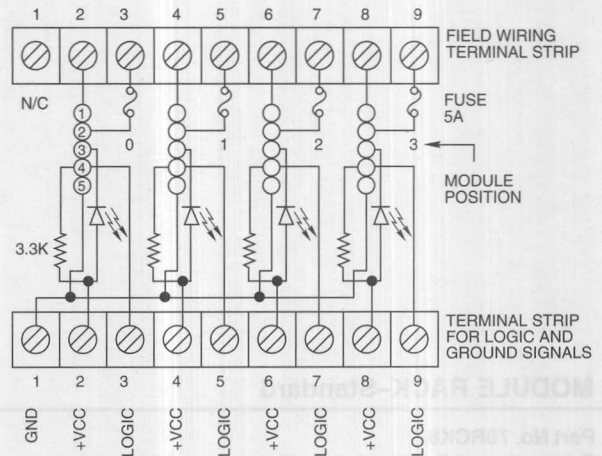 1 2 3 4 5 6 7 8 9
FIELD WIRING
TERMINAL STRIP
N/C
FUSE
5A
1
2
3
4
5
0 1 2 3
MODULE
POSITION
3.3K
TERMINAL STRIP
FOR LOGIC AND
GROUND SIGNALS
1 2 3 4 5 6 7 8 9
GND
+VCC
LOGIC
+VCC
LOGIC
+VCC
LOGIC
+VCC
LOGIC
MODULE RACK–Standard